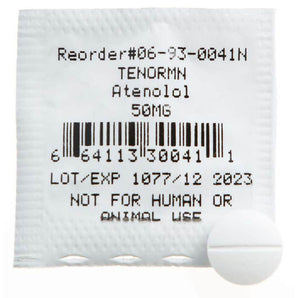 Reorder#06-93-0041N
TENORMN
Atenolol
50MG
6 64113 30041 1
LOT/EXP 1077/12 2023
NOT FOR HUMAN OR
ANIMAL USE